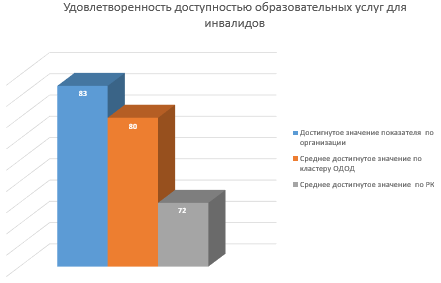 Удовлетворенность доступностью образовательных услуг для
инвалидов
83
80
72
Достигнутое значение показателя по
организации
Среднее достигнутое значение по
кластеру ОДОД
Среднее достигнутое значение по РК